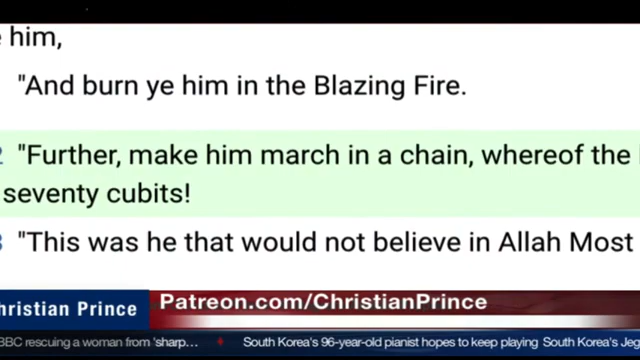 him,
"And burn ye him in the Blazing Fire.
"Further, make him march in a chain, whereof the
seventy cubits!
"This was he that would not believe in Allah Most
Christian Prince
Patreon.com/ChristianPrince
BBC rescuing a woman from 'sharp... South Korea's 96-year-old pianist hopes to keep playing South Korea's